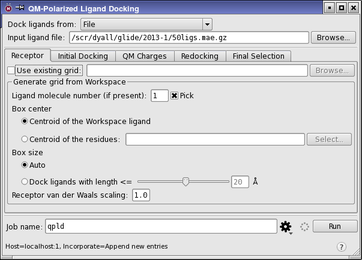 QM-Polarized Ligand Docking
Dock ligands from: File
Input ligand file: /scr/dyall/glide/2013-1/50ligs.mae.gz Browse...
Receptor Initial Docking QM Charges Redocking Final Selection
Use existing grid: Browse...
Generate grid from Workspace
Ligand molecule number (if present): 1 Pick
Box center
Centroid of the Workspace ligand
Centroid of the residues: Select...
Box size
Auto
Dock ligands with length <= 20 Å
Receptor van der Waals scaling: 1.0
Job name: qpld Run
Host=localhost:1, Incorporate=Append new entries ?